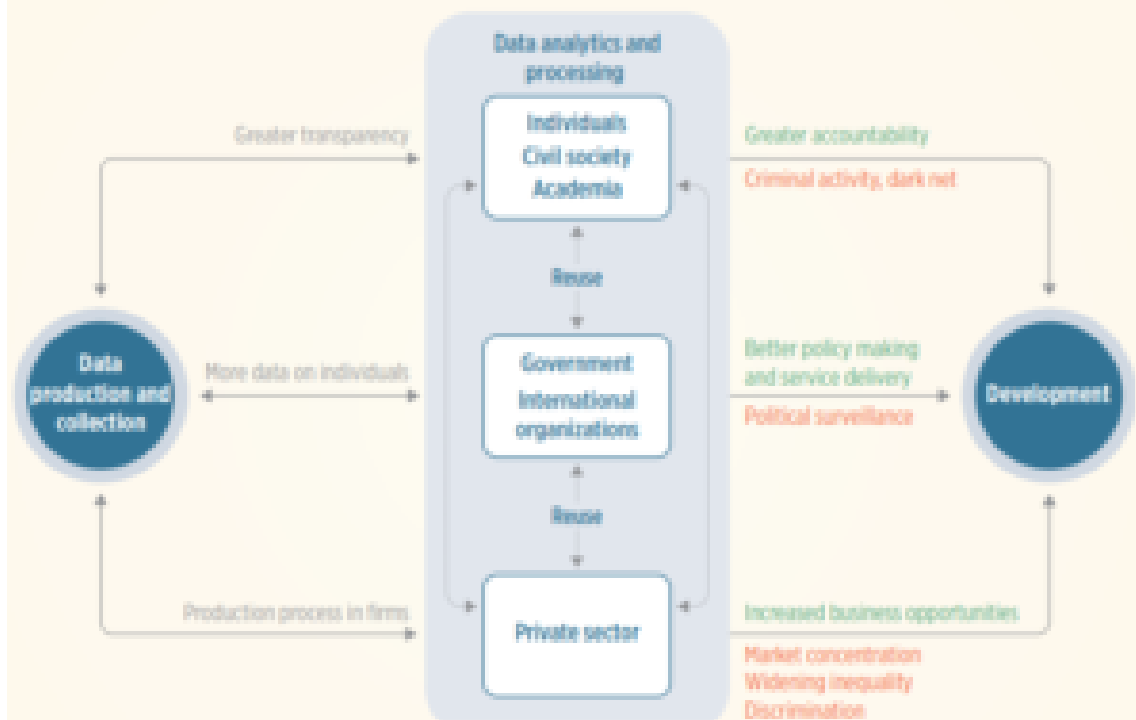 Data analytics and
processing
Individuals
Civil society
Academia
Greater transparency
Greater accountability
Criminal activity, dark net
Reuse
Data
production and
collection
More data on individuals
Government
International
organizations
Better policy making
and service delivery
Political surveillance
Development
Reuse
Production process in firms
Private sector
Increased business opportunities
Market concentration
Widening inequality
Discrimination